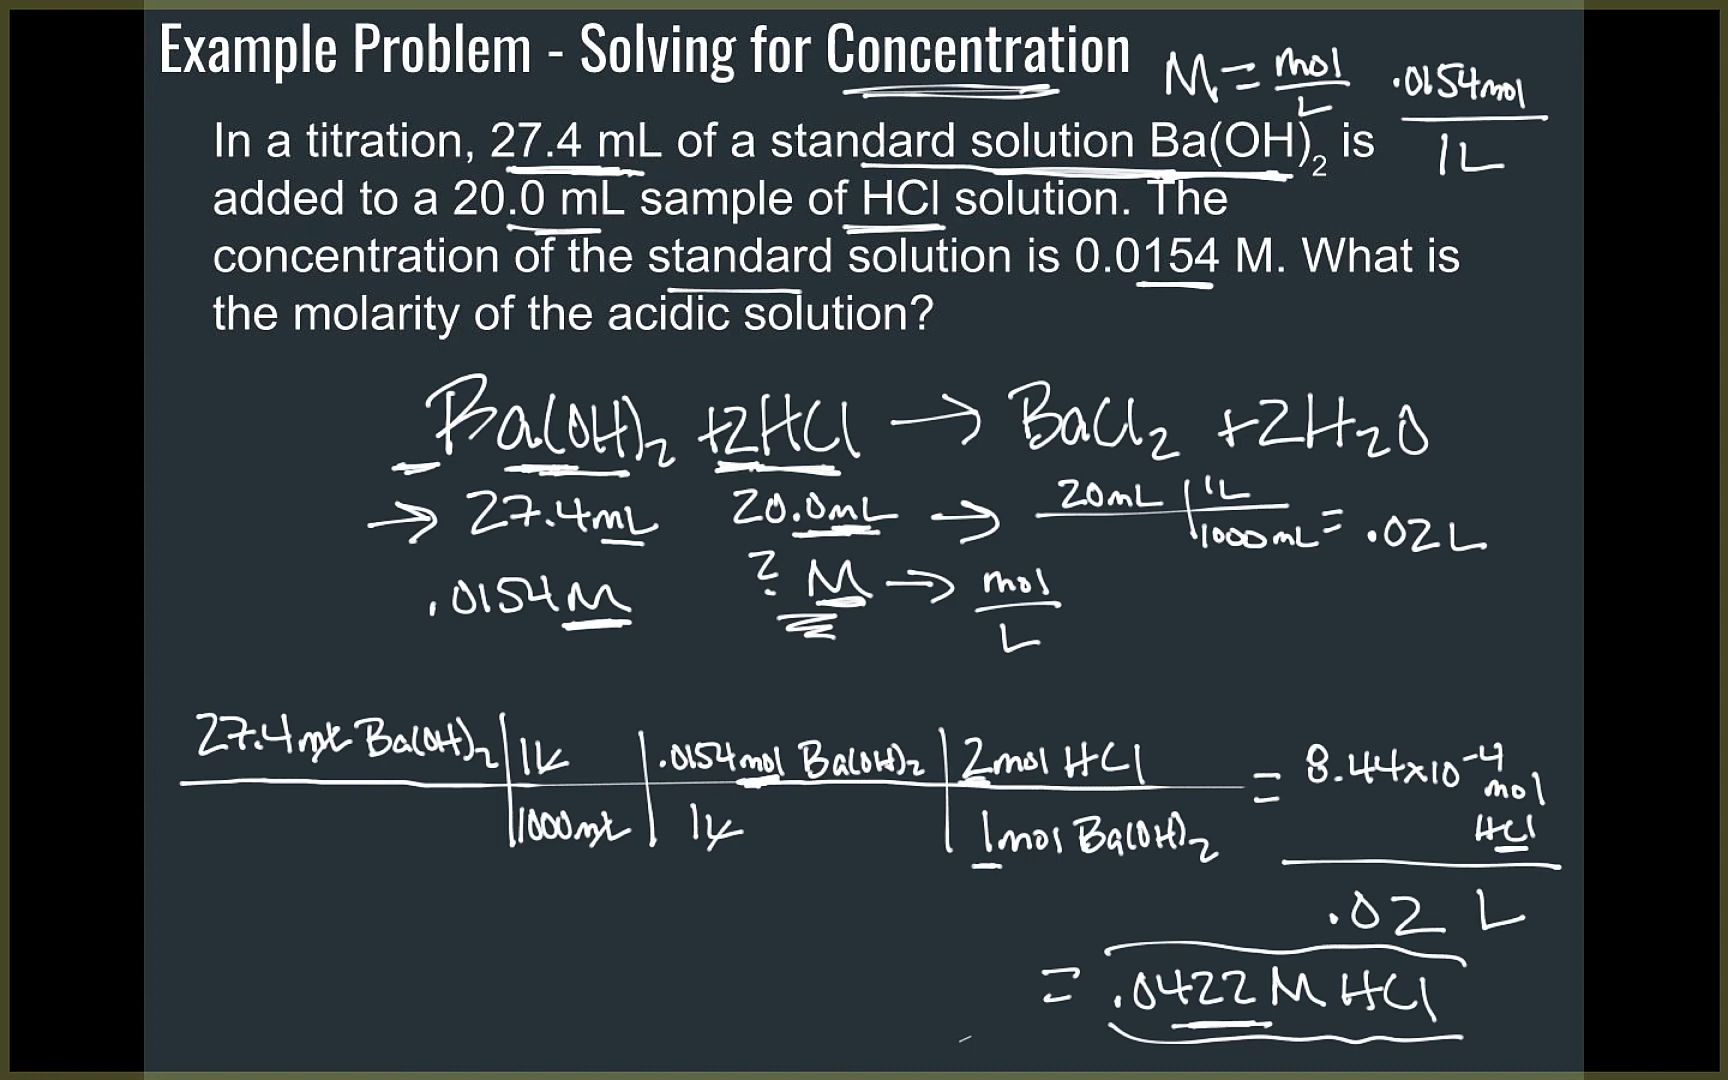 Example Problem - Solving for Concentration
M = mol/L .0154mol/1L
In a titration, 27.4 mL of a standard solution Ba(OH)₂ is
added to a 20.0 mL sample of HCl solution. The
concentration of the standard solution is 0.0154 M. What is
the molarity of the acidic solution?
Ba(OH)₂ + 2HCl → BaCl₂ + 2H₂O
→ 27.4mL 20.0mL → 20mL | 1L / 1000mL = .02L
.0154M ? M → mol/L
27.4mL Ba(OH)₂ | 1L | .0154mol Ba(OH)₂ | 2mol HCl = 8.44x10⁻⁴ mol HCl
1000mL | 1L | 1mol Ba(OH)₂
.02 L
= .0422 M HCl